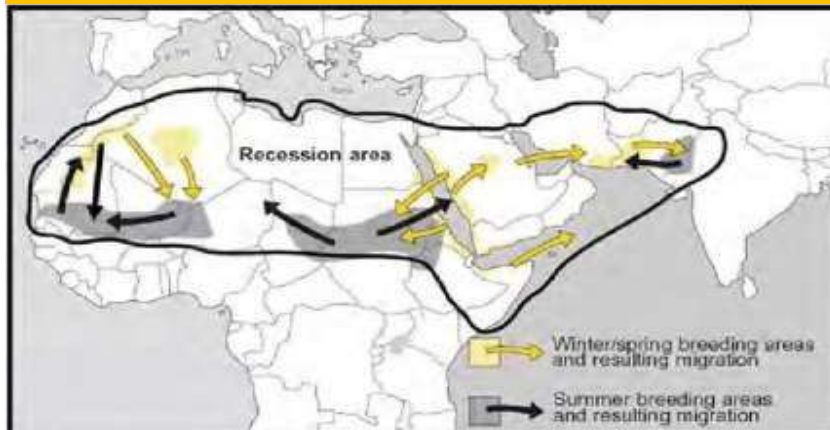 Recession area
Winter/spring breeding areas
and resulting migration
Summer breeding areas
and resulting migration